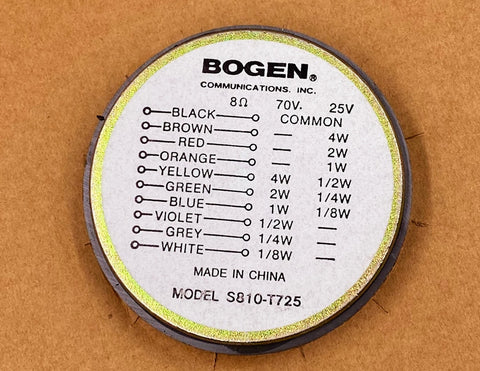 BOGEN®
COMMUNICATIONS, INC.
8Ω 70V. 25V
BLACK COMMON
BROWN — 4W
RED — 2W
ORANGE — 1W
YELLOW 4W 1/2W
GREEN 2W 1/4W
BLUE 1W 1/8W
VIOLET 1/2W —
GREY 1/4W —
WHITE 1/8W —
MADE IN CHINA
MODEL S810-T725